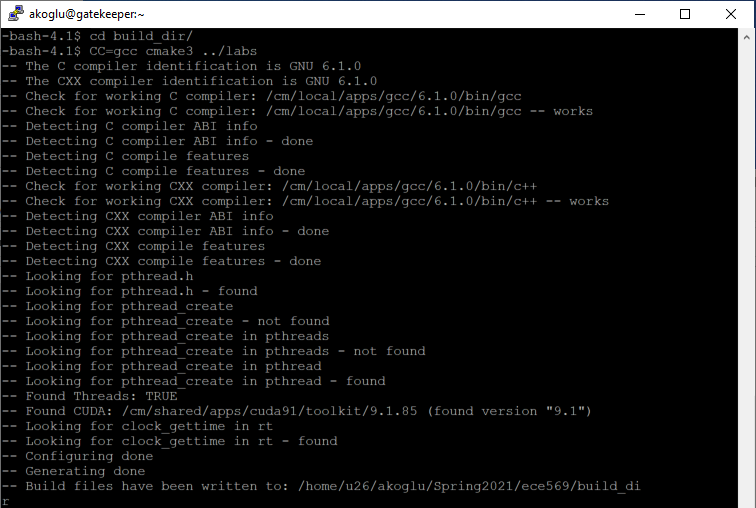 akoglu@gatekeeper:~
-bash-4.1$ cd build_dir/
-bash-4.1$ CC=gcc cmake3 ../labs
-- The C compiler identification is GNU 6.1.0
-- The CXX compiler identification is GNU 6.1.0
-- Check for working C compiler: /cm/local/apps/gcc/6.1.0/bin/gcc
-- Check for working C compiler: /cm/local/apps/gcc/6.1.0/bin/gcc -- works
-- Detecting C compiler ABI info
-- Detecting C compiler ABI info - done
-- Detecting C compile features
-- Detecting C compile features - done
-- Check for working CXX compiler: /cm/local/apps/gcc/6.1.0/bin/c++
-- Check for working CXX compiler: /cm/local/apps/gcc/6.1.0/bin/c++ -- works
-- Detecting CXX compiler ABI info
-- Detecting CXX compiler ABI info - done
-- Detecting CXX compile features
-- Detecting CXX compile features - done
-- Looking for pthread.h
-- Looking for pthread.h - found
-- Looking for pthread_create
-- Looking for pthread_create - not found
-- Looking for pthread_create in pthreads
-- Looking for pthread_create in pthreads - not found
-- Looking for pthread_create in pthread
-- Looking for pthread_create in pthread - found
-- Found Threads: TRUE
-- Found CUDA: /cm/shared/apps/cuda91/toolkit/9.1.85 (found version "9.1")
-- Looking for clock_gettime in rt
-- Looking for clock_gettime in rt - found
-- Configuring done
-- Generating done
-- Build files have been written to: /home/u26/akoglu/Spring2021/ece569/build_di
r